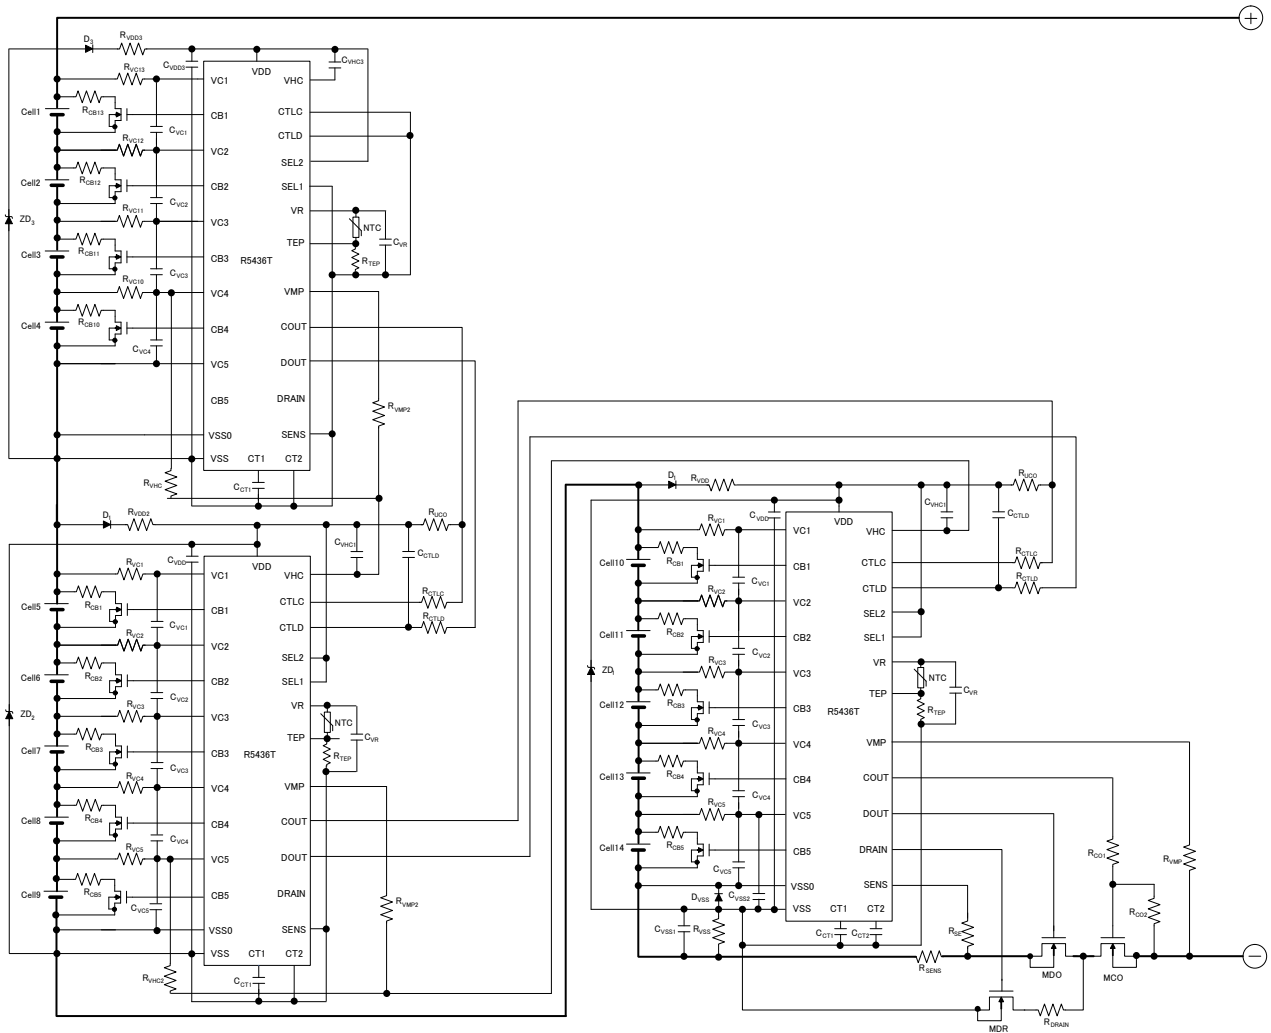 +
D3 RVDD3
CVDD3 VDD VHC CVHC3
RVC13 VC1
Cell1 RCB13 CB1 CTLC
CVC1 CTLD
RVC12 VC2 SEL2
Cell2 RCB12 CB2 SEL1
CVC2 VR NTC
RVC11 VC3 TEP CVR
ZD3 RTEP
Cell3 RCB11 CB3 R5436T
CVC3
RVC10 VC4 VMP
Cell4 RCB10 CB4 COUT
CVC4
VC5 DOUT
CB5 DRAIN RVMP2
VSS0 SENS
VSS CT1 CT2
RVHC CCT1
RVDD2 RUCO
CVDD VDD CVHC1 CCTLD
RVC1 VC1 VHC
Cell5 RCB1 CB1 CTLC RCTLC
CVC1 CTLD RCTLD
RVC2 VC2 SEL2
Cell6 RCB2 CB2 SEL1
CVC2 VR NTC
ZD2 RVC3 VC3 TEP CVR
RTEP
Cell7 RCB3 CB3 R5436T
CVC3
RVC4 VC4 VMP
Cell8 RCB4 CB4 COUT
CVC4
RVC5 VC5 DOUT
Cell9 RCB5 CB5 DRAIN RVMP2
CVC5
VSS0 SENS
VSS CT1 CT2
RVHC2 CCT1
RVDD RUCO
CVDD VDD CVHC1 CCTLD
RVC1 VC1 VHC
Cell10 RCB1 CB1 CTLC RCTLC
CVC1 CTLD RCTLD
RVC2 VC2 SEL2
Cell11 RCB2 CB2 SEL1
CVC2 VR
RVC3 VC3 TEP NTC CVR
RTEP
Cell12 RCB3 CB3 R5436T
CVC3
RVC4 VC4 VMP
Cell13 RCB4 CB4 COUT
CVC4
RVC5 VC5 DOUT
Cell14 RCB5 CB5 DRAIN RCO1 RVMP
CVC5
VSS0 SENS
DVSS CVSS2
VSS CT1 CT2 RCO2
CVSS1 RVSS CCT1 CCT2 RSE
RSENS MDO MCO −
MDR RDRAIN